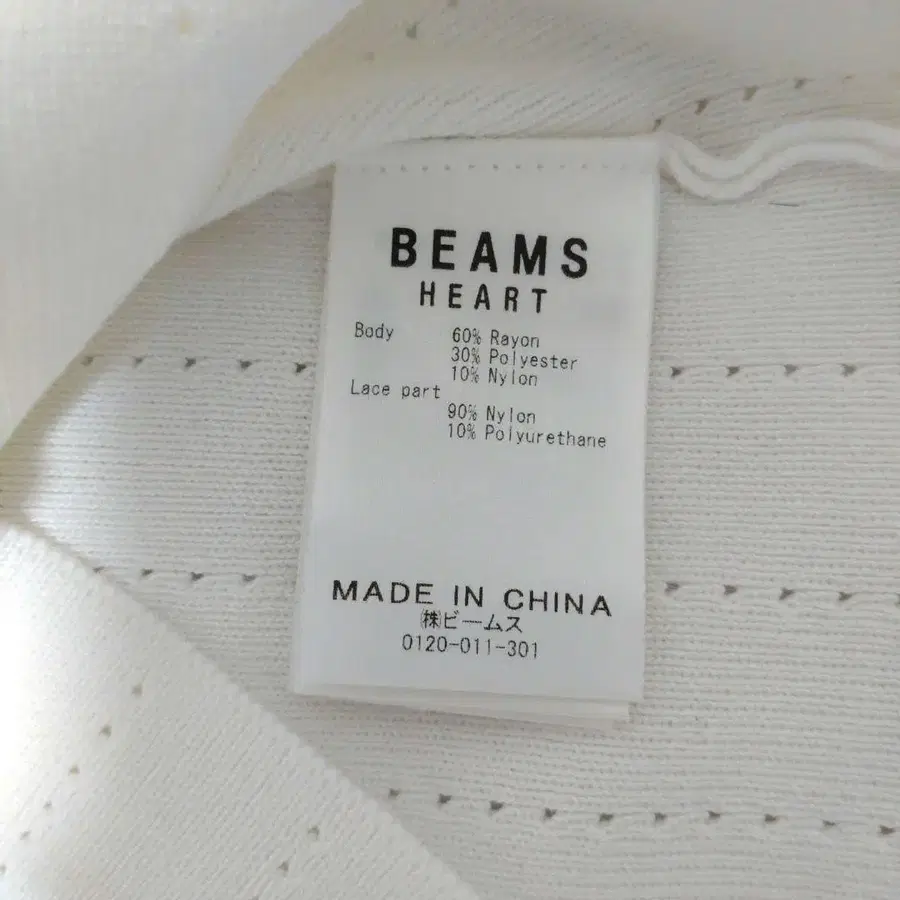 BEAMS
HEART
Body 60% Rayon
30% Polyester
10% Nylon
Lace part
90% Nylon
10% Polyurethane
MADE IN CHINA
㈱ビームス
0120-011-301